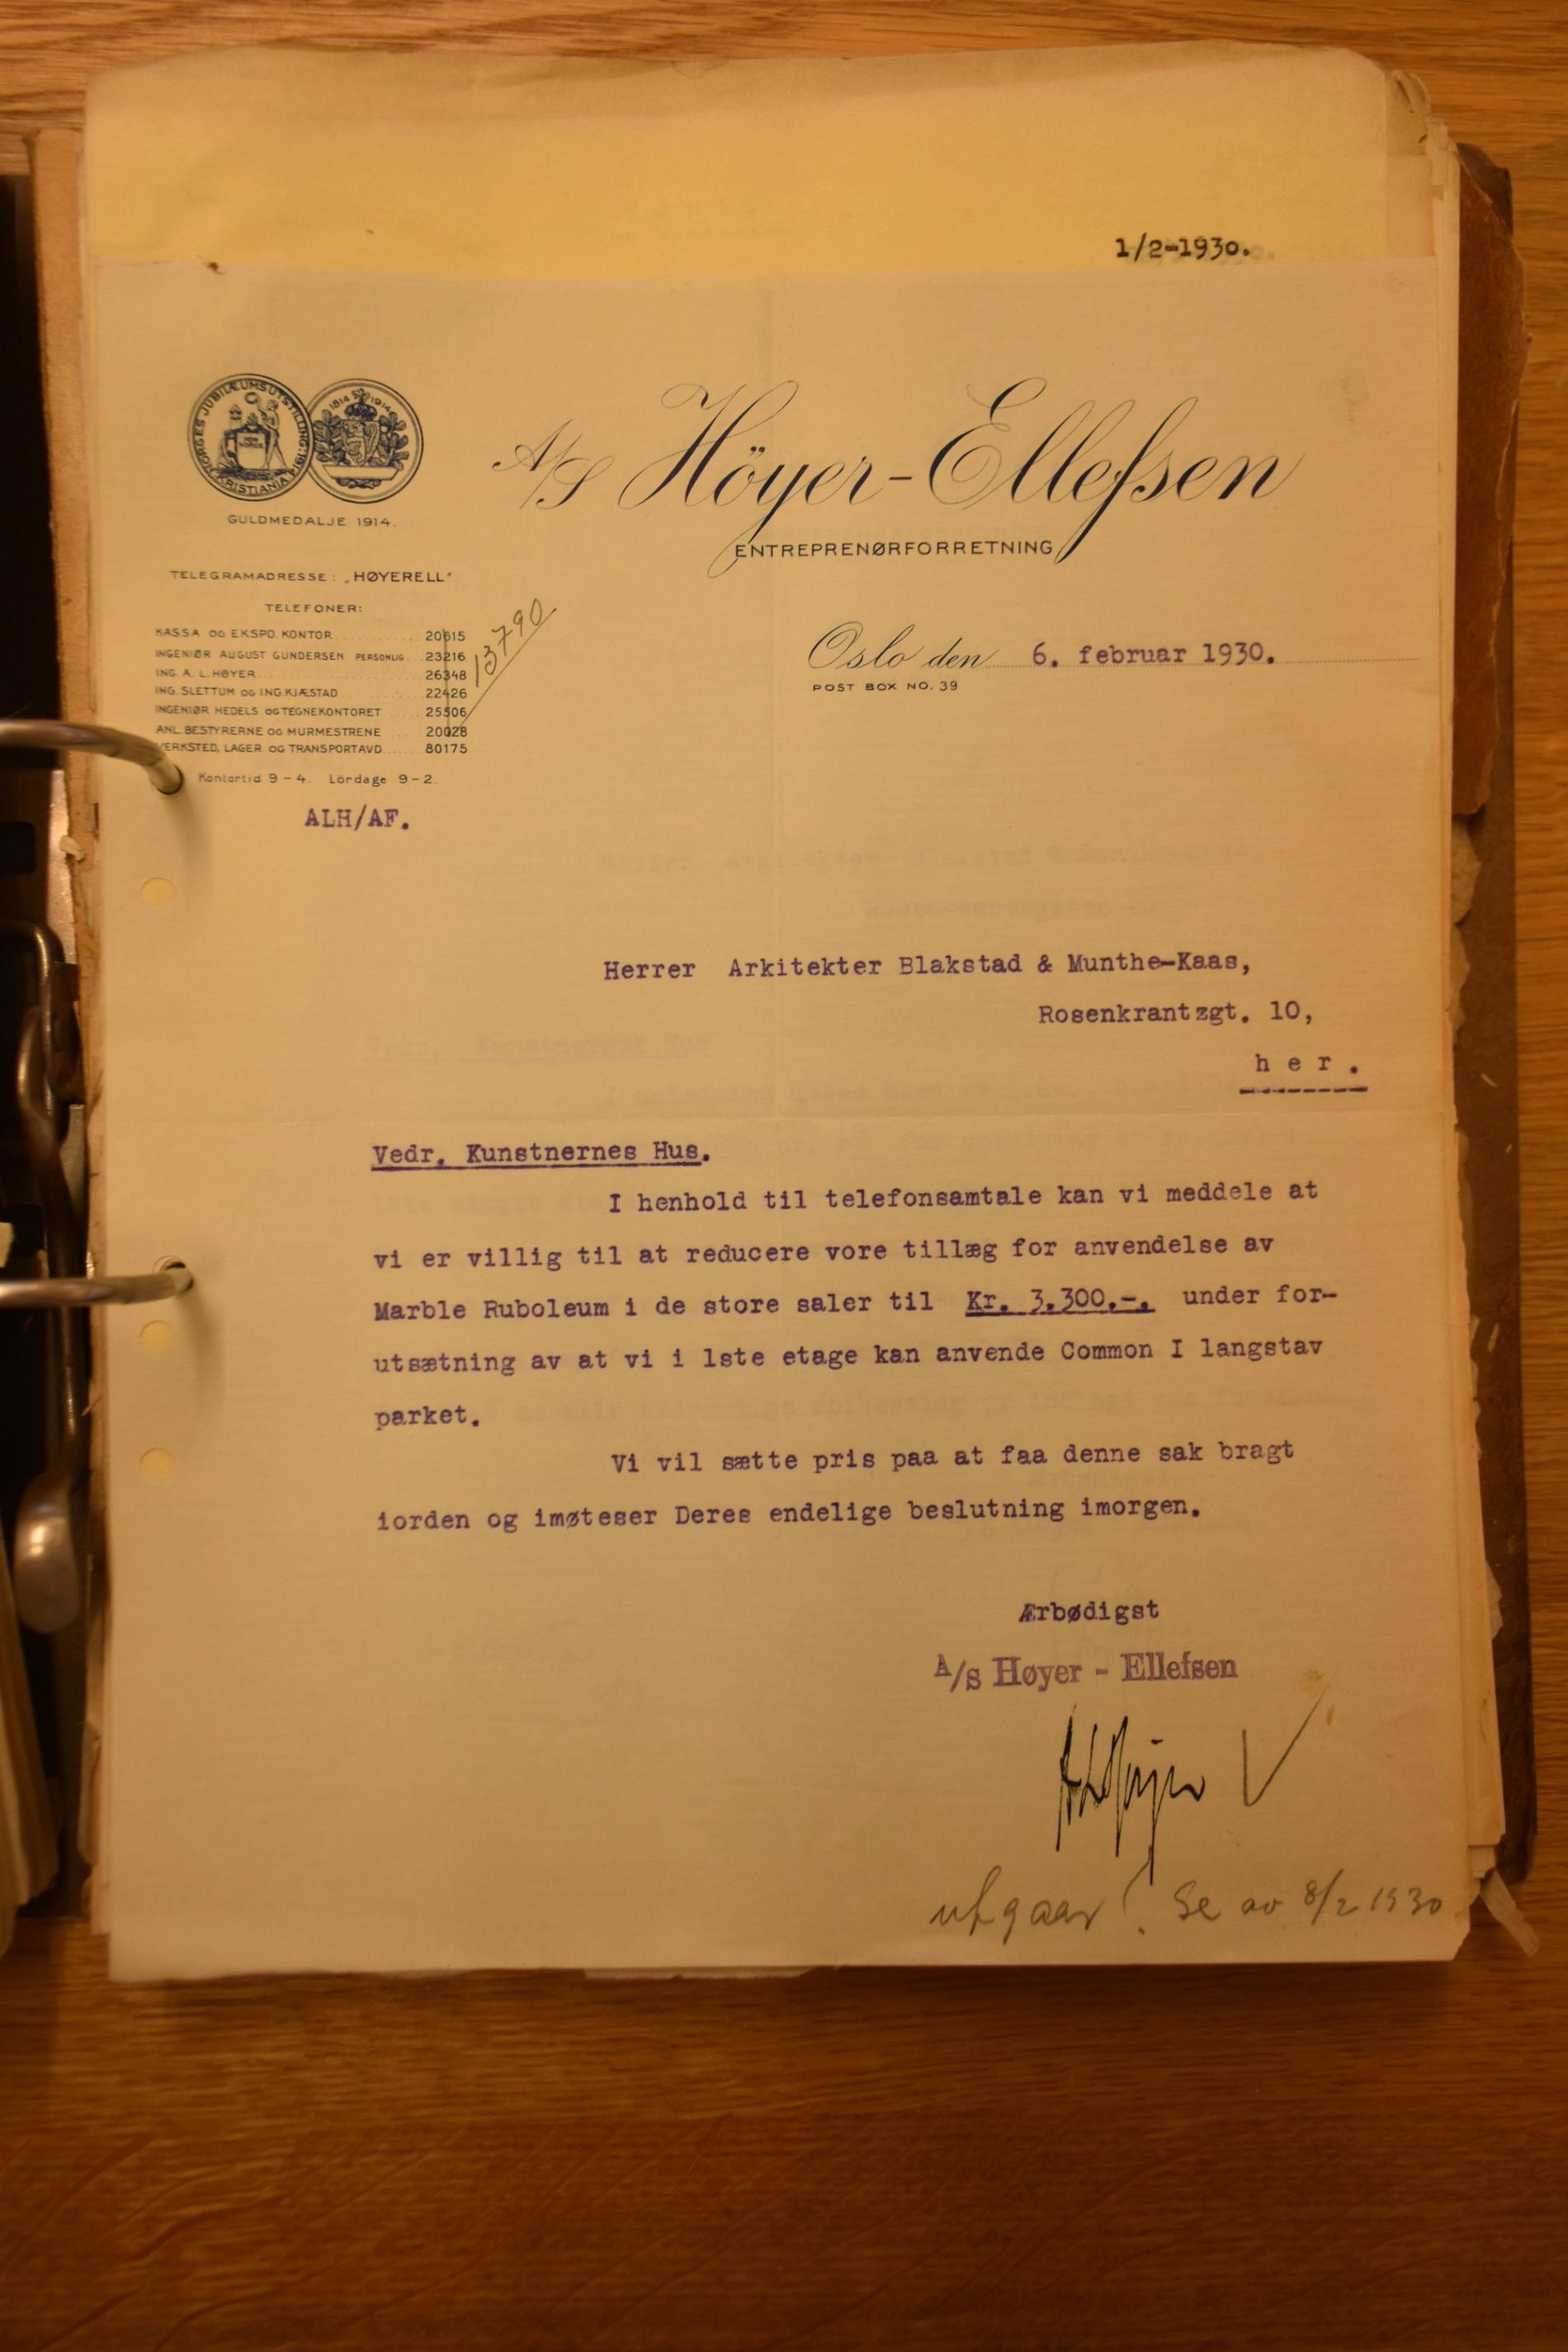 1/2-1930.
NORGES JUBILÆUMSUTSTILLING 1914
KRISTIANIA
1814 1914
GULDMEDALJE 1914.
A/S Höyer-Ellefsen
ENTREPRENØRFORRETNING
TELEGRAMADRESSE: „HØYERELL"
TELEFONER:
KASSA OG EKSPD. KONTOR 20615
INGENIØR AUGUST GUNDERSEN PERSONLIG 23216
ING. A. L. HØYER 26348
ING. SLETTUM OG ING. KJÆSTAD 22426
INGENIØR HEDELS OG TEGNEKONTORET 25506
ANL. BESTYRERNE OG MURMESTRENE 20028
VERKSTED, LAGER OG TRANSPORTAVD. 80175
13790
Kontortid 9-4. Lördage 9-2.
Oslo den 6. februar 1930.
POST BOX NO. 39
ALH/AF.
Herrer Arkitekter Blakstad & Munthe-Kaas,
Rosenkrantzgt. 10,
her.
Vedr. Kunstnernes Hus.
I henhold til telefonsamtale kan vi meddele at
vi er villig til at reducere vore tillæg for anvendelse av
Marble Ruboleum i de store saler til Kr. 3.300.-. under for-
utsætning av at vi i 1ste etage kan anvende Common I langstav
parket.
Vi vil sætte pris paa at faa denne sak bragt
iorden og imøteser Deres endelige beslutning imorgen.
Ærbødigst
A/s Høyer - Ellefsen
ALHøyer
utgaar! Se av 8/2 1930